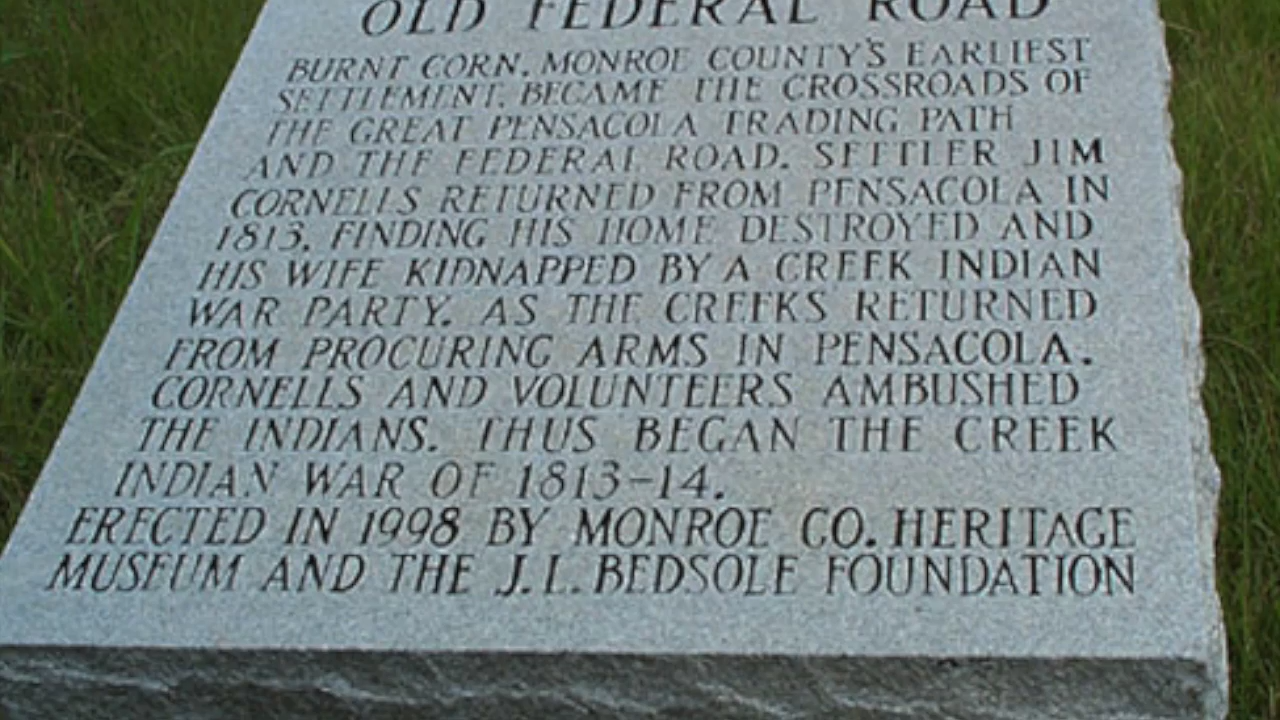 OLD FEDERAL ROAD
BURNT CORN, MONROE COUNTY'S EARLIEST
SETTLEMENT, BECAME THE CROSSROADS OF
THE GREAT PENSACOLA TRADING PATH
AND THE FEDERAL ROAD. SETTLER JIM
CORNELLS RETURNED FROM PENSACOLA IN
1813, FINDING HIS HOME DESTROYED AND
HIS WIFE KIDNAPPED BY A CREEK INDIAN
WAR PARTY. AS THE CREEKS RETURNED
FROM PROCURING ARMS IN PENSACOLA.
CORNELLS AND VOLUNTEERS AMBUSHED
THE INDIANS. THUS BEGAN THE CREEK
INDIAN WAR OF 1813-14.
ERECTED IN 1998 BY MONROE CO. HERITAGE
MUSEUM AND THE J.L. BEDSOLE FOUNDATION